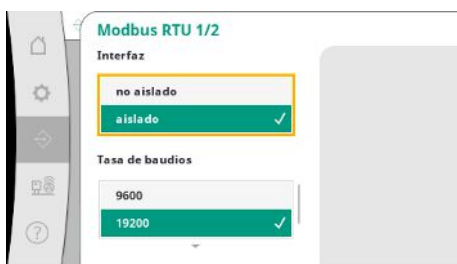 Modbus RTU 1/2
Interfaz
no aislado
aislado
Tasa de baudios
9600
19200